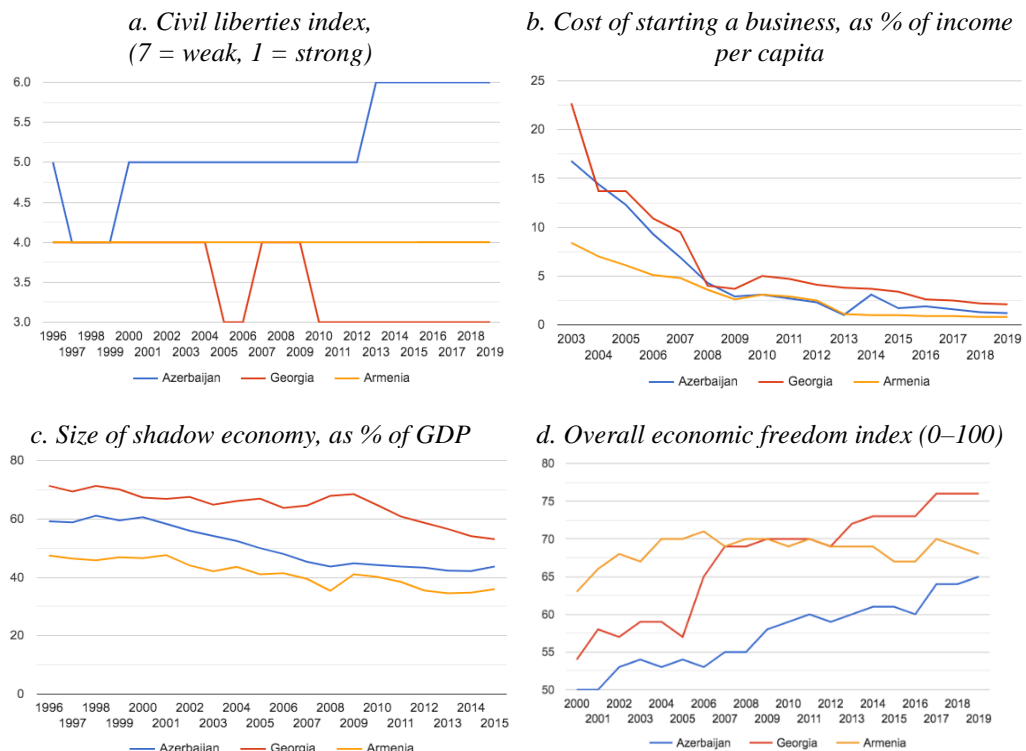 a. Civil liberties index,
(7 = weak, 1 = strong)
6.0
5.5
5.0
4.5
4.0
3.5
3.0
1996 1998 2000 2002 2004 2006 2008 2010 2012 2014 2016 2018
1997 1999 2001 2003 2005 2007 2009 2011 2013 2015 2017 2019
Azerbaijan Georgia Armenia
b. Cost of starting a business, as % of income
per capita
25
20
15
10
5
0
2003 2005 2007 2009 2011 2013 2015 2017 2019
2004 2006 2008 2010 2012 2014 2016 2018
Azerbaijan Georgia Armenia
c. Size of shadow economy, as % of GDP
80
60
40
20
0
1996 1998 2000 2002 2004 2006 2008 2010 2012 2014
1997 1999 2001 2003 2005 2007 2009 2011 2013 2015
Azerbaijan Georgia Armenia
d. Overall economic freedom index (0–100)
80
75
70
65
60
55
50
2000 2002 2004 2006 2008 2010 2012 2014 2016 2018
2001 2003 2005 2007 2009 2011 2013 2015 2017 2019
Azerbaijan Georgia Armenia